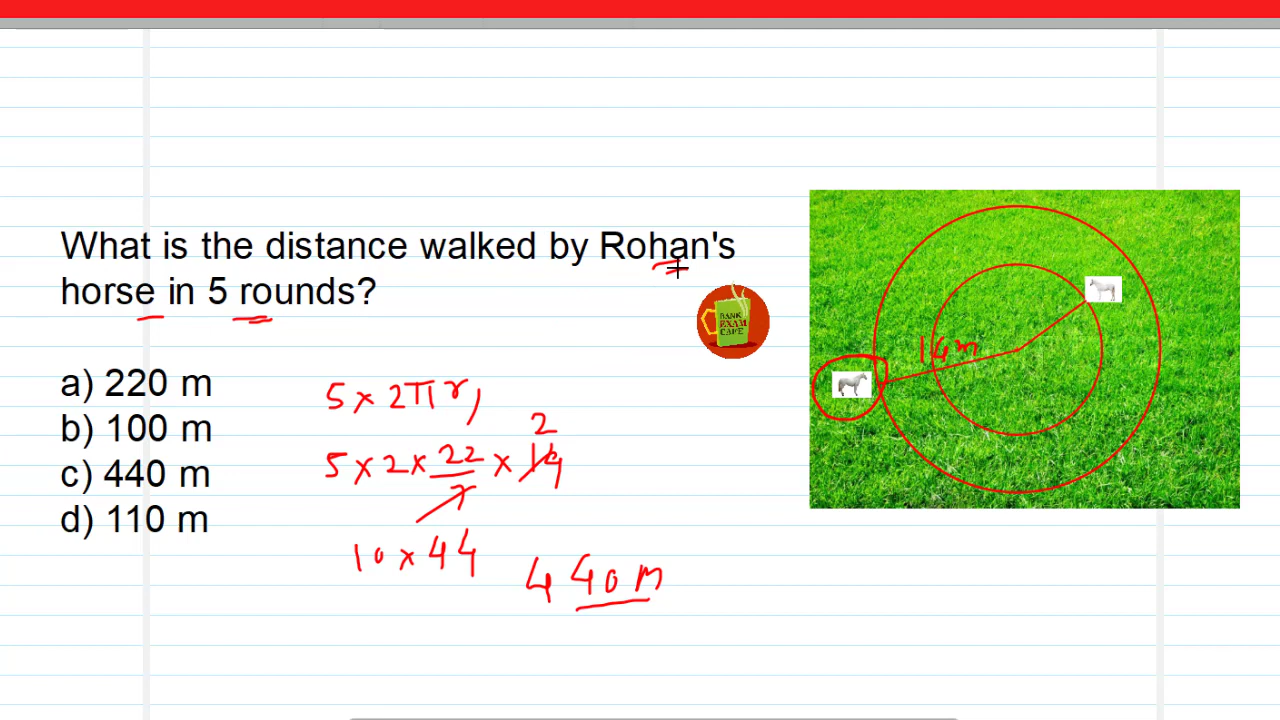 What is the distance walked by Rohan's
horse in 5 rounds?
a) 220 m
b) 100 m
c) 440 m
d) 110 m
5 x 2πr,
5 x 2 x 22/7 x 14
2
10 x 44
440m
BANK
EXAM
CAFE
14m